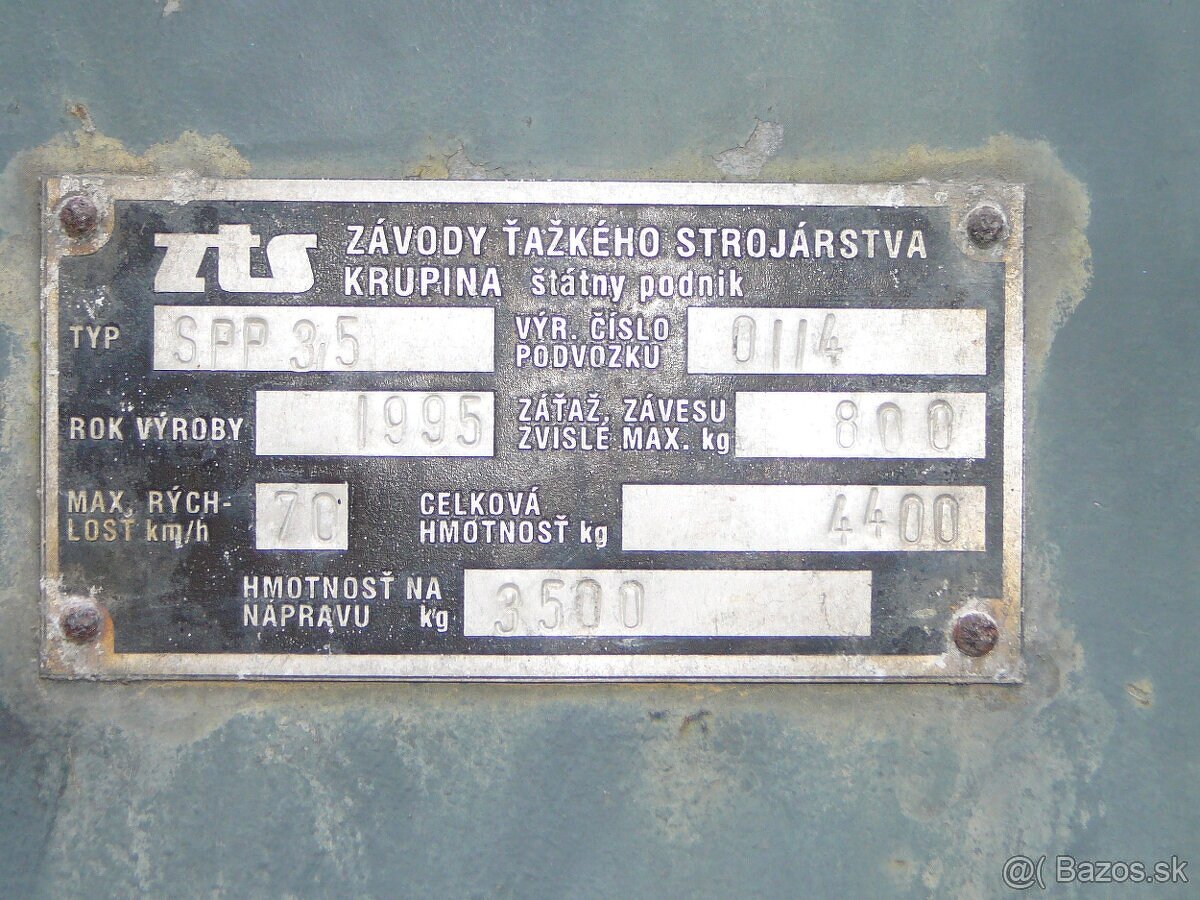 zts ZÁVODY ŤAŽKÉHO STROJÁRSTVA
KRUPINA štátny podnik
TYP SPP 3,5 VÝR. ČÍSLO PODVOZKU 0114
ROK VÝROBY 1995 ZÁŤAŽ. ZÁVESU
ZVISLÉ MAX. kg 800
MAX. RÝCH-
LOSŤ km/h 70 CELKOVÁ
HMOTNOSŤ kg 4400
HMOTNOSŤ NA
NÁPRAVU kg 3500
@( Bazos.sk